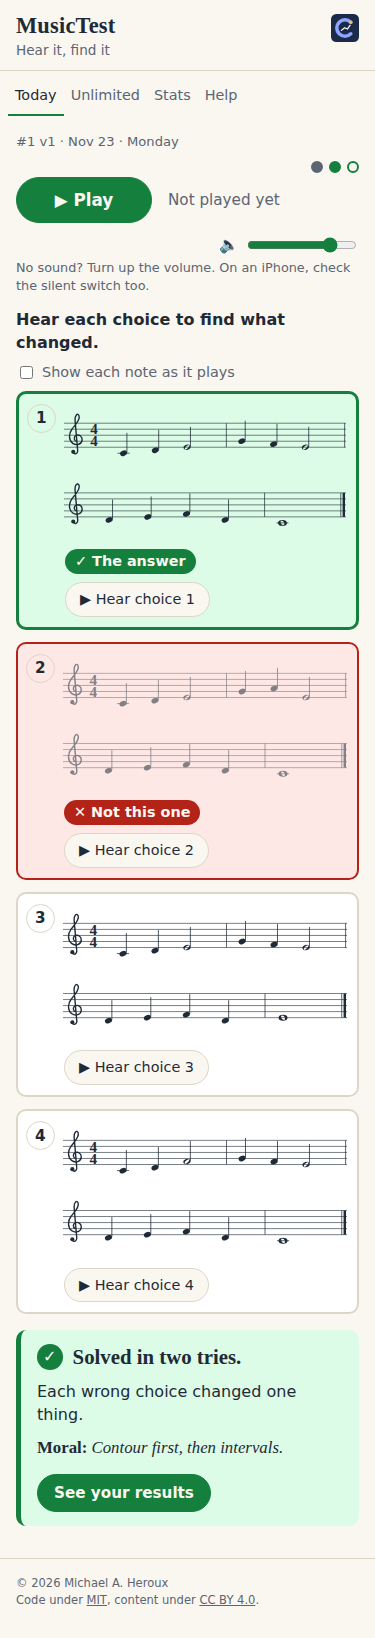 MusicTest
Hear it, find it
Today Unlimited Stats Help
#1 v1 · Nov 23 · Monday
▶ Play Not played yet
No sound? Turn up the volume. On an iPhone, check
the silent switch too.
Hear each choice to find what
changed.
Show each note as it plays
1
4
4
✓ The answer
▶ Hear choice 1
2
4
4
✕ Not this one
▶ Hear choice 2
3
4
4
▶ Hear choice 3
4
4
4
▶ Hear choice 4
✓ Solved in two tries.
Each wrong choice changed one
thing.
Moral: Contour first, then intervals.
See your results
© 2026 Michael A. Heroux
Code under MIT, content under CC BY 4.0.